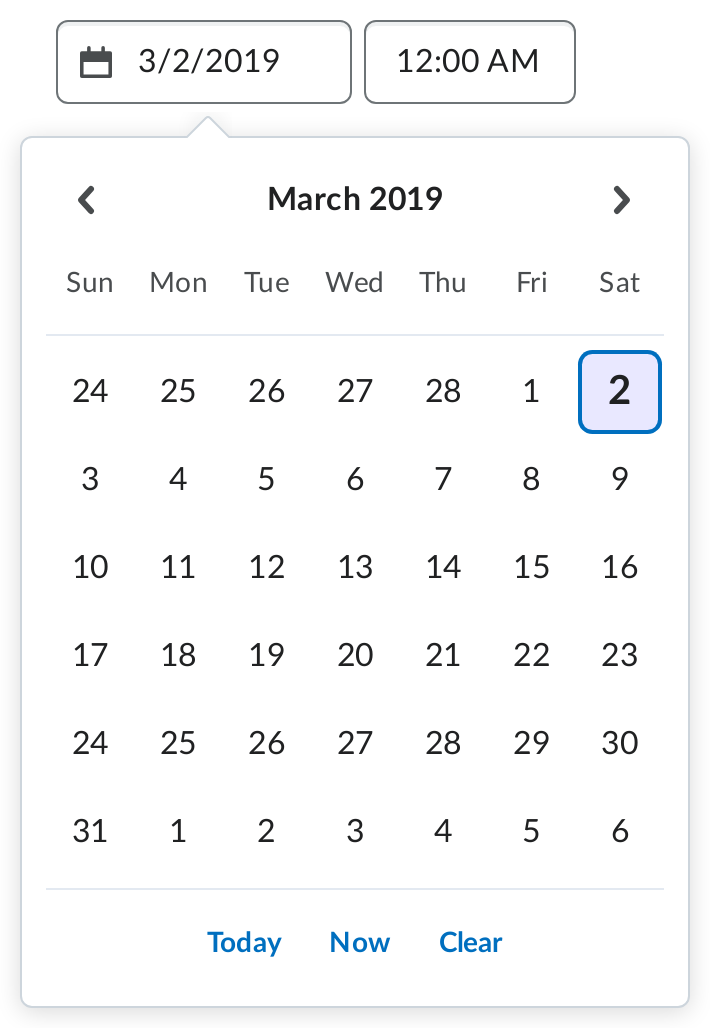 3/2/2019 12:00 AM
March 2019
Sun Mon Tue Wed Thu Fri Sat
24 25 26 27 28 1 2
3 4 5 6 7 8 9
10 11 12 13 14 15 16
17 18 19 20 21 22 23
24 25 26 27 28 29 30
31 1 2 3 4 5 6
Today Now Clear